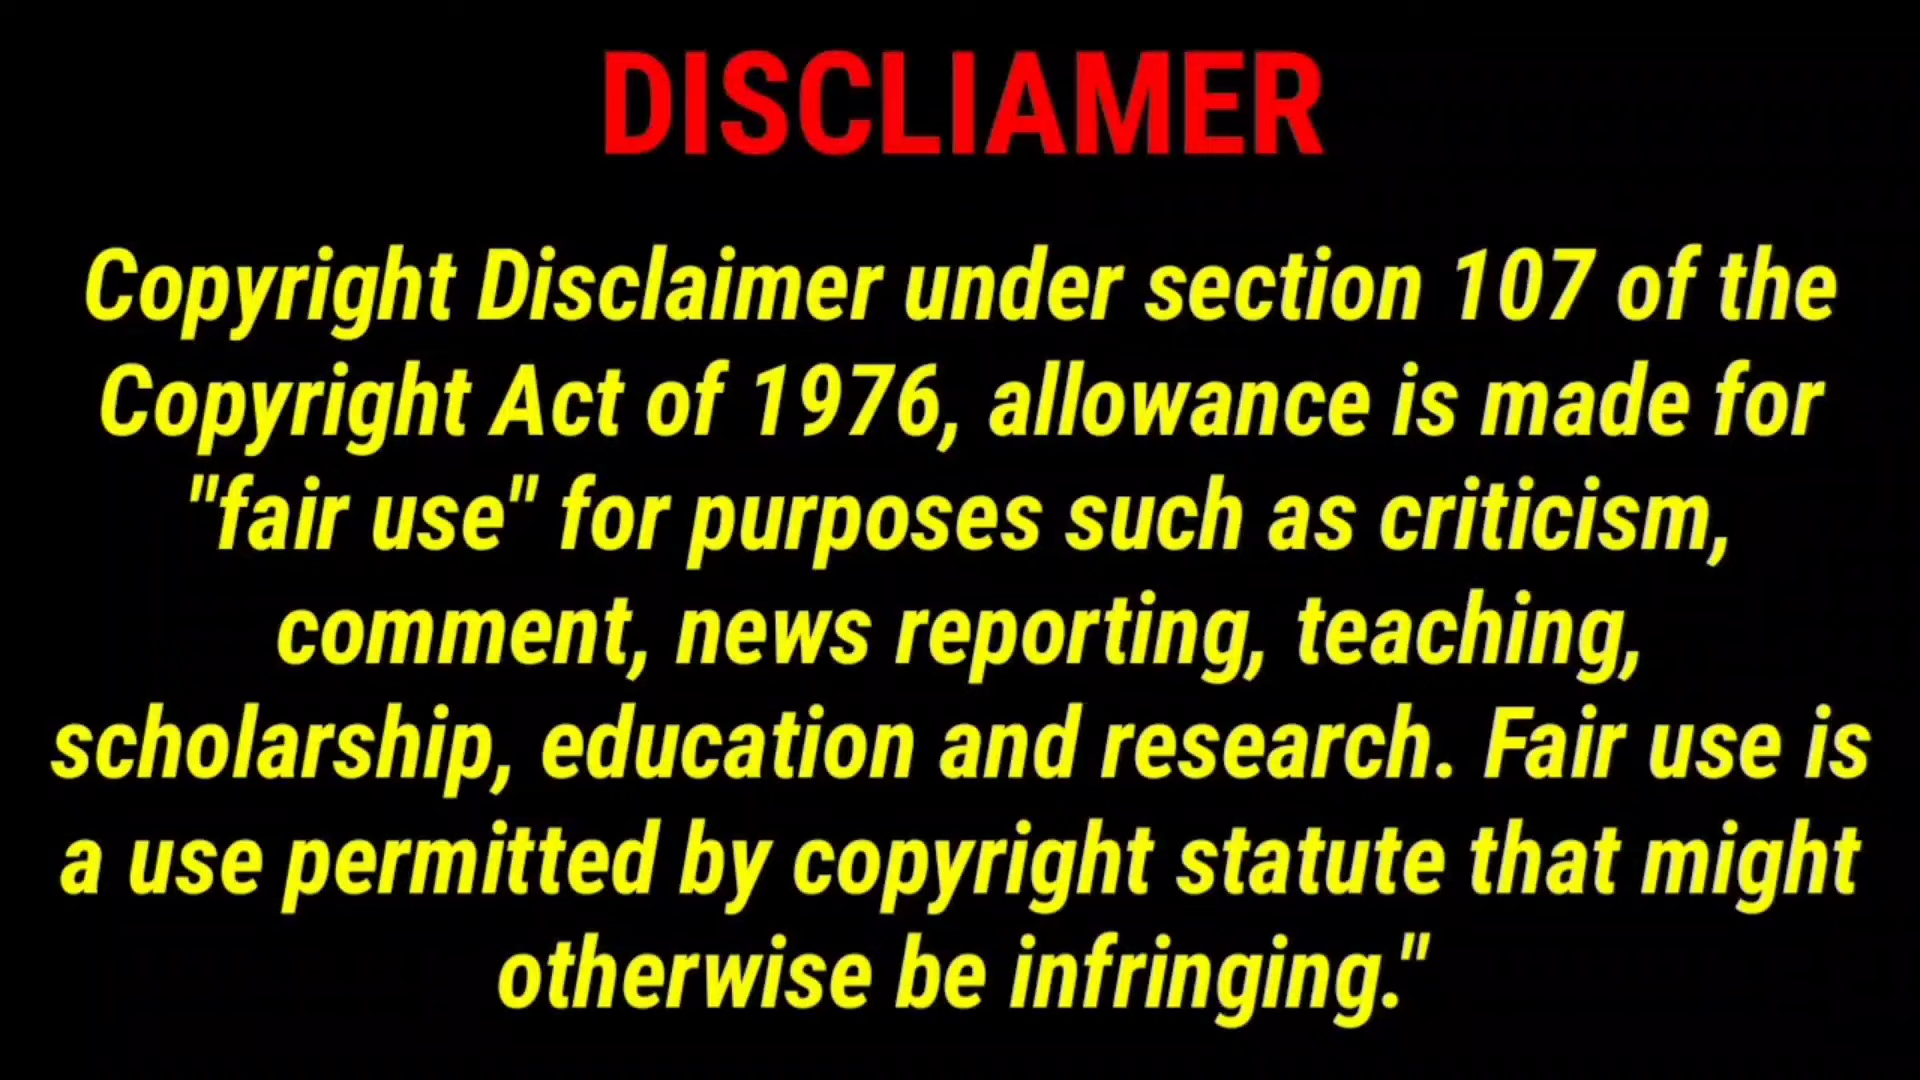 DISCLIAMER
Copyright Disclaimer under section 107 of the
Copyright Act of 1976, allowance is made for
"fair use" for purposes such as criticism,
comment, news reporting, teaching,
scholarship, education and research. Fair use is
a use permitted by copyright statute that might
otherwise be infringing."